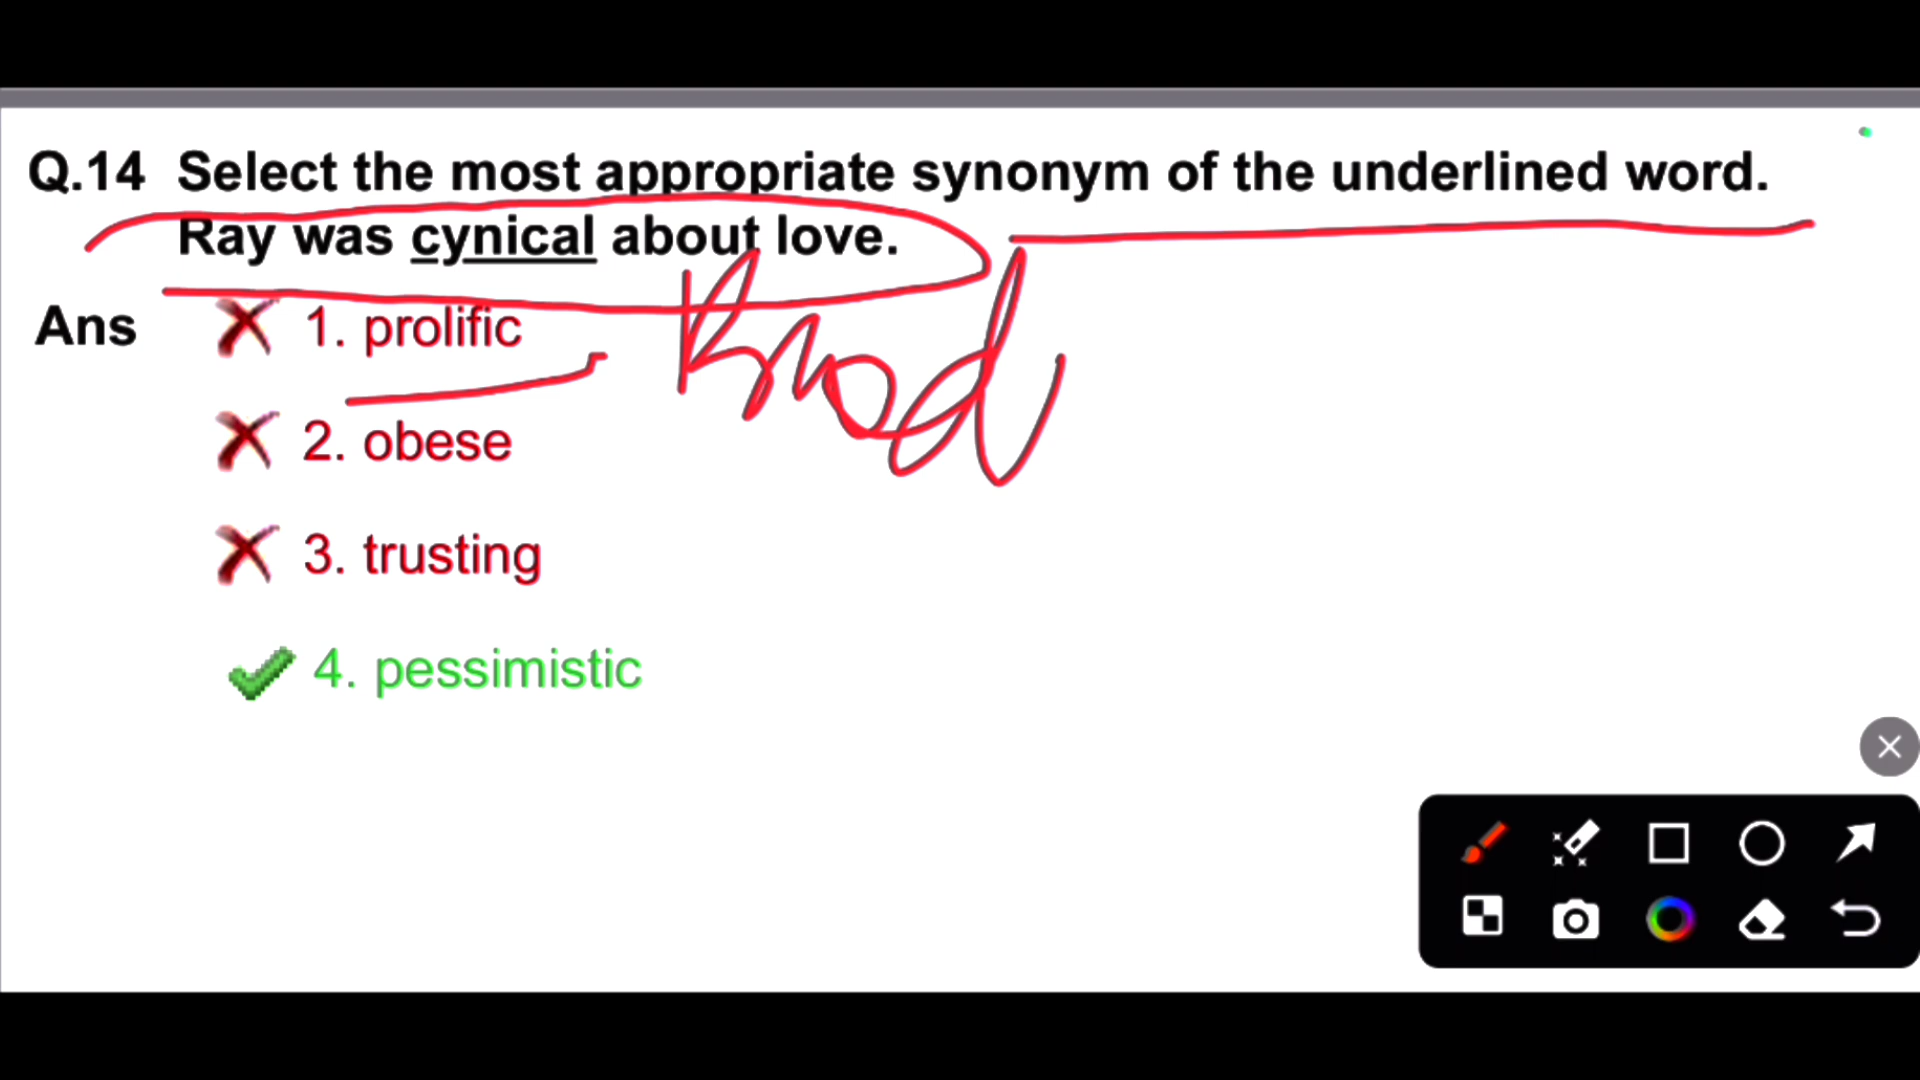 Q.14 Select the most appropriate synonym of the underlined word.
Ray was cynical about love.
Ans 1. prolific
2. obese
3. trusting
4. pessimistic